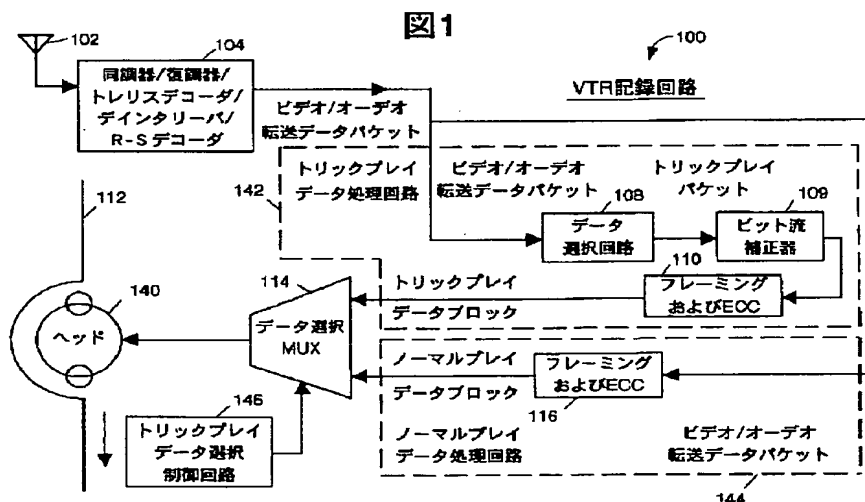 図1
100
VTR記録回路
102
104
同調器/復調器/
トレリスデコーダ/
デインタリーバ/
R-Sデコーダ
ビデオ/オーデオ
転送データパケット
142
トリックプレイ
データ処理回路
ビデオ/オーデオ
転送データパケット
トリックプレイ
パケット
108
データ
選択回路
109
ビット流
補正器
110
フレーミング
およびECC
トリックプレイ
データブロック
112
140
ヘッド
114
データ選択
MUX
ノーマルプレイ
データブロック
フレーミング
およびECC
116
146
トリックプレイ
データ選択
制御回路
ノーマルプレイ
データ処理回路
ビデオ/オーデオ
転送データパケット
144